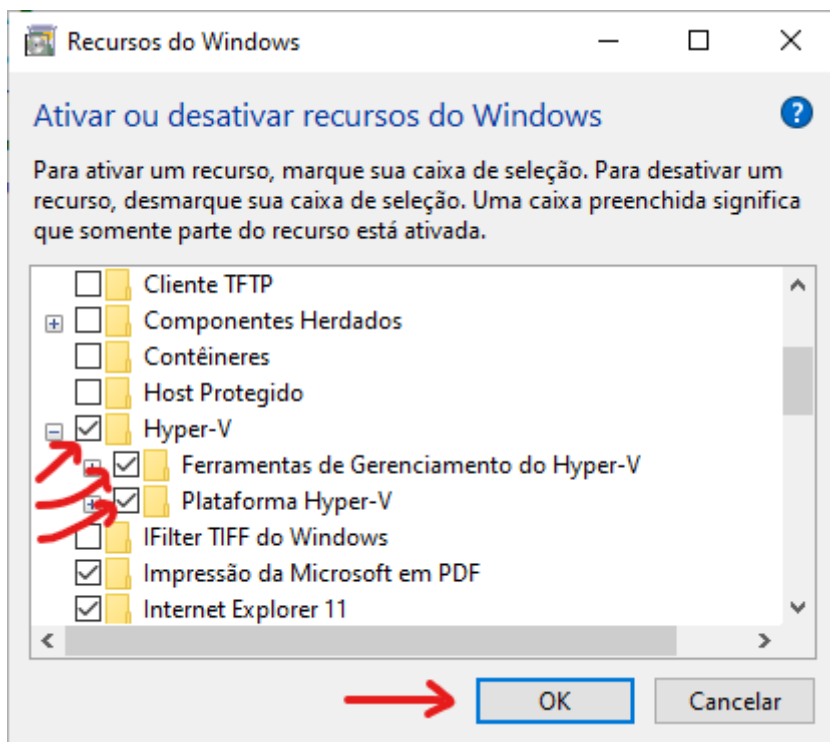 Recursos do Windows
Ativar ou desativar recursos do Windows
Para ativar um recurso, marque sua caixa de seleção. Para desativar um
recurso, desmarque sua caixa de seleção. Uma caixa preenchida significa
que somente parte do recurso está ativada.
Cliente TFTP
Componentes Herdados
Contêineres
Host Protegido
Hyper-V
Ferramentas de Gerenciamento do Hyper-V
Plataforma Hyper-V
IFilter TIFF do Windows
Impressão da Microsoft em PDF
Internet Explorer 11
OK
Cancelar